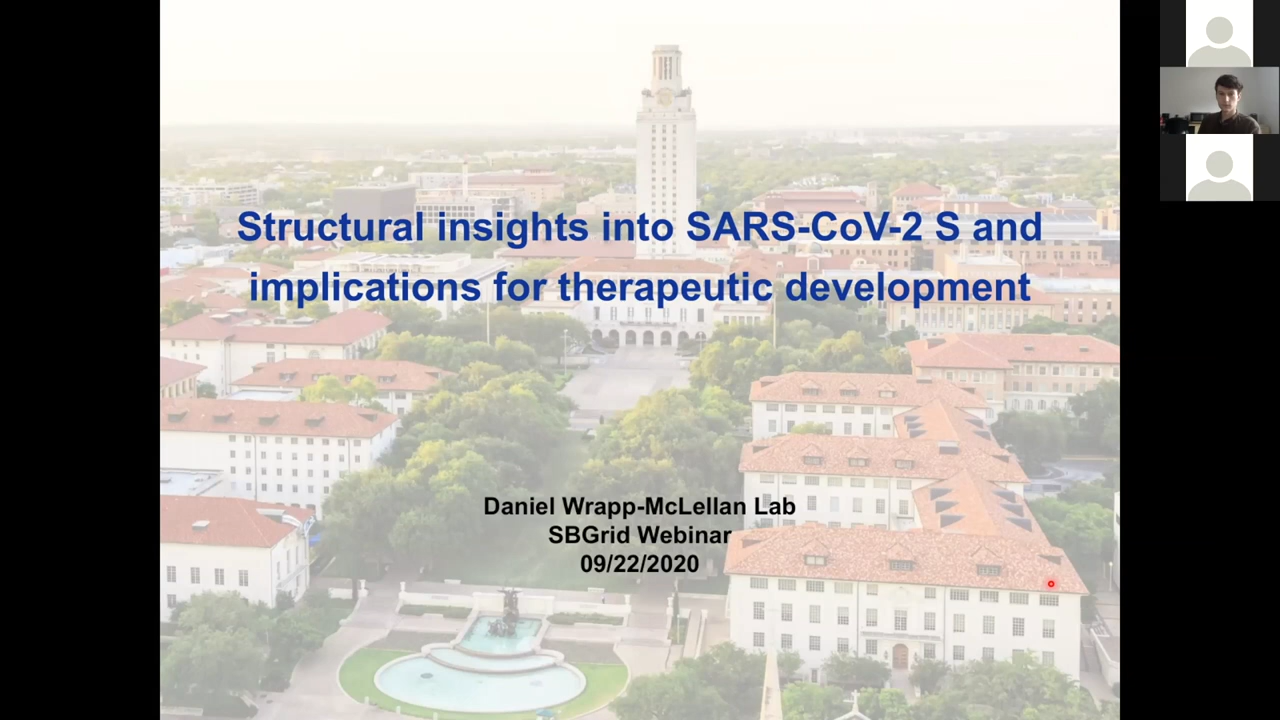 Structural insights into SARS-CoV-2 S and
implications for therapeutic development
Daniel Wrapp-McLellan Lab
SBGrid Webinar
09/22/2020